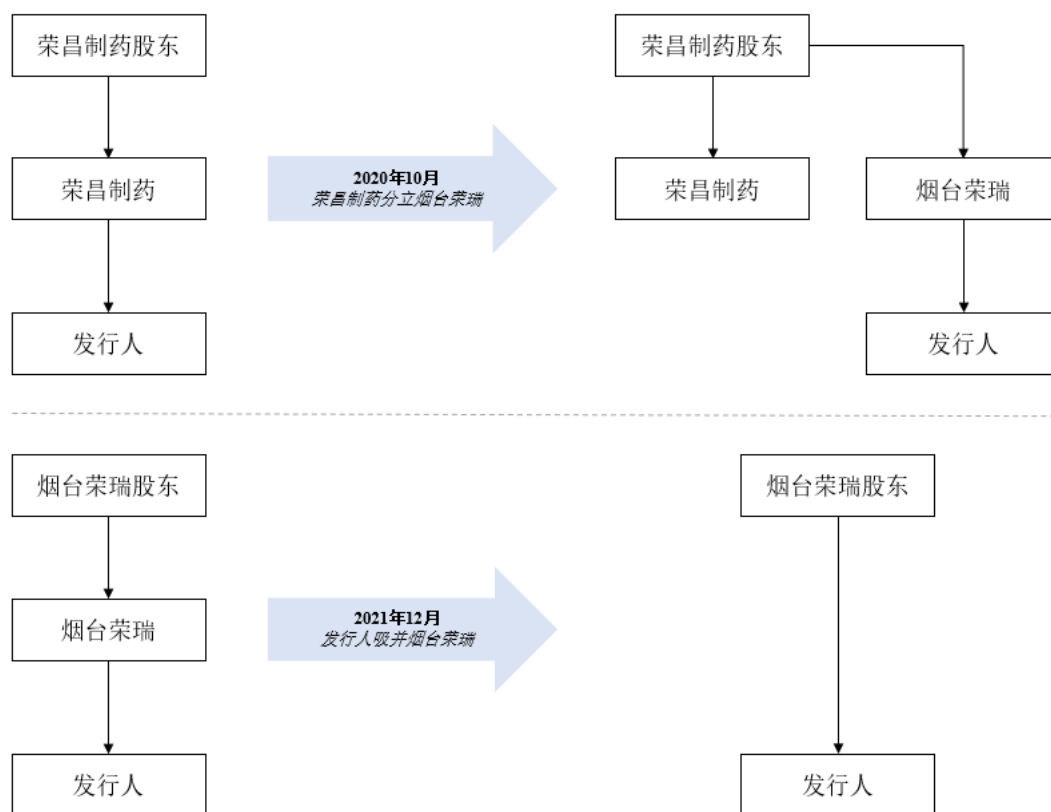 荣昌制药股东
荣昌制药股东
荣昌制药
2020年10月
荣昌制药分立烟台荣瑞
荣昌制药
烟台荣瑞
发行人
发行人
烟台荣瑞股东
烟台荣瑞股东
烟台荣瑞
2021年12月
发行人吸并烟台荣瑞
发行人
发行人